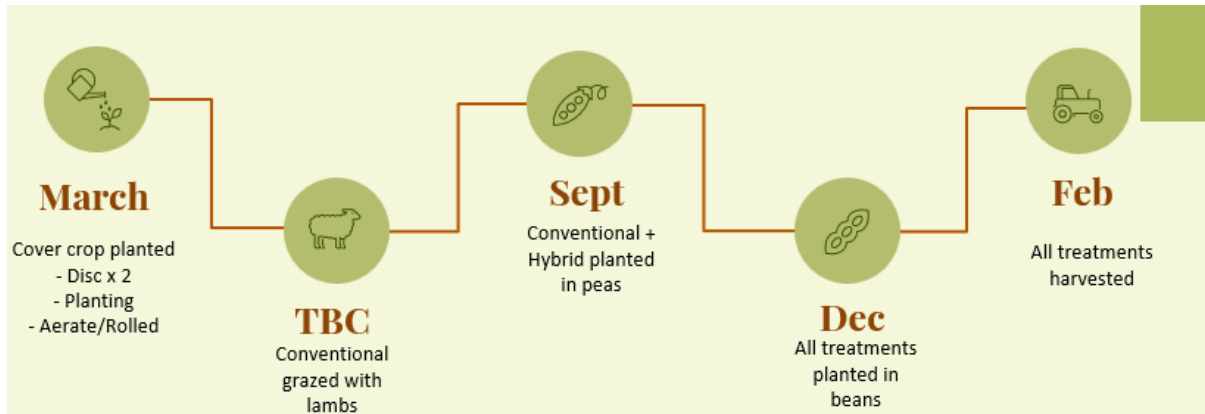 March
Cover crop planted
- Disc x 2
- Planting
- Aerate/Rolled
TBC
Conventional
grazed with
lambs
Sept
Conventional +
Hybrid planted
in peas
Dec
All treatments
planted in
beans
Feb
All treatments
harvested